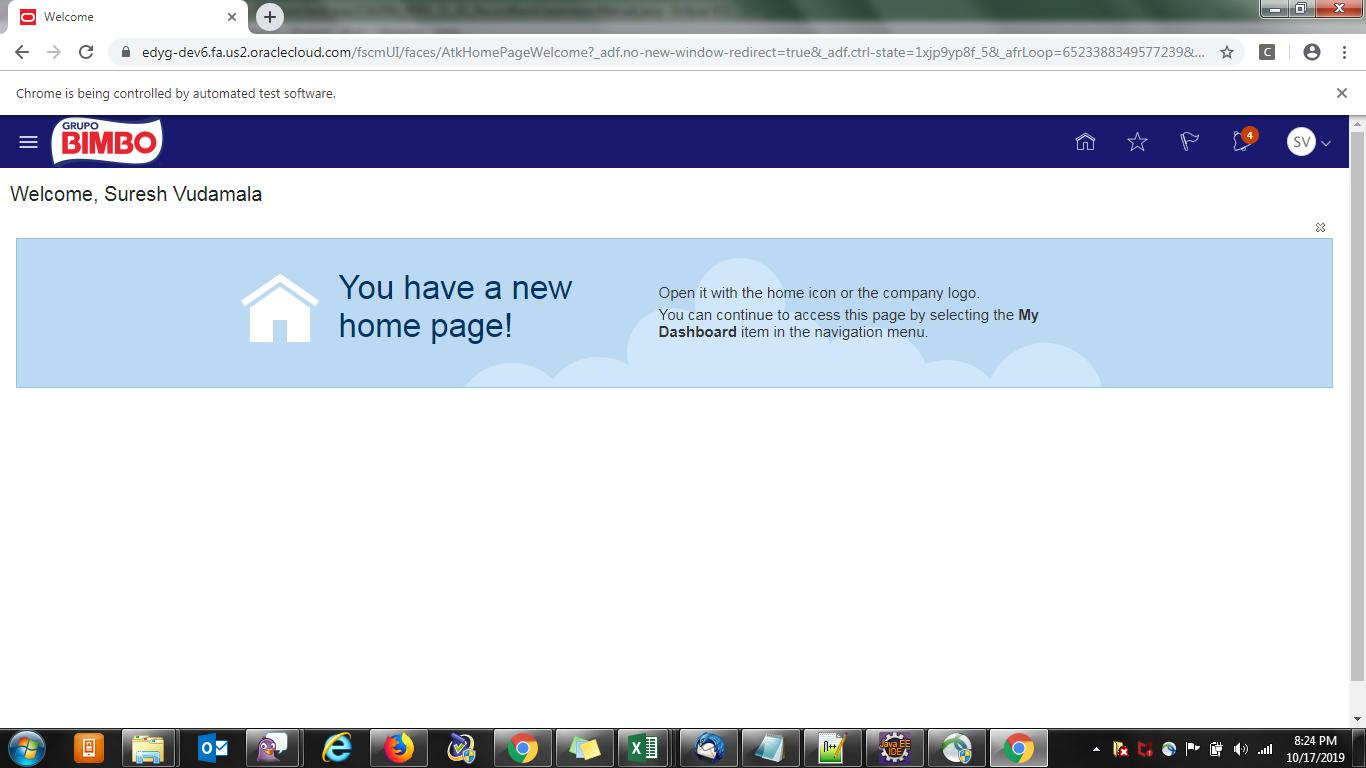 Welcome
edyg-dev6.fa.us2.oraclecloud.com/fscmUI/faces/AtkHomePageWelcome?_adf.no-new-window-redirect=true&_adf.ctrl-state=1xjp9yp8f_5&_afrLoop=6523388349577239&...
C
Chrome is being controlled by automated test software.
GRUPO
BIMBO
4
SV
Welcome, Suresh Vudamala
You have a new
home page!
Open it with the home icon or the company logo.
You can continue to access this page by selecting the My
Dashboard item in the navigation menu.
Java EE
IDE
8:24 PM
10/17/2019